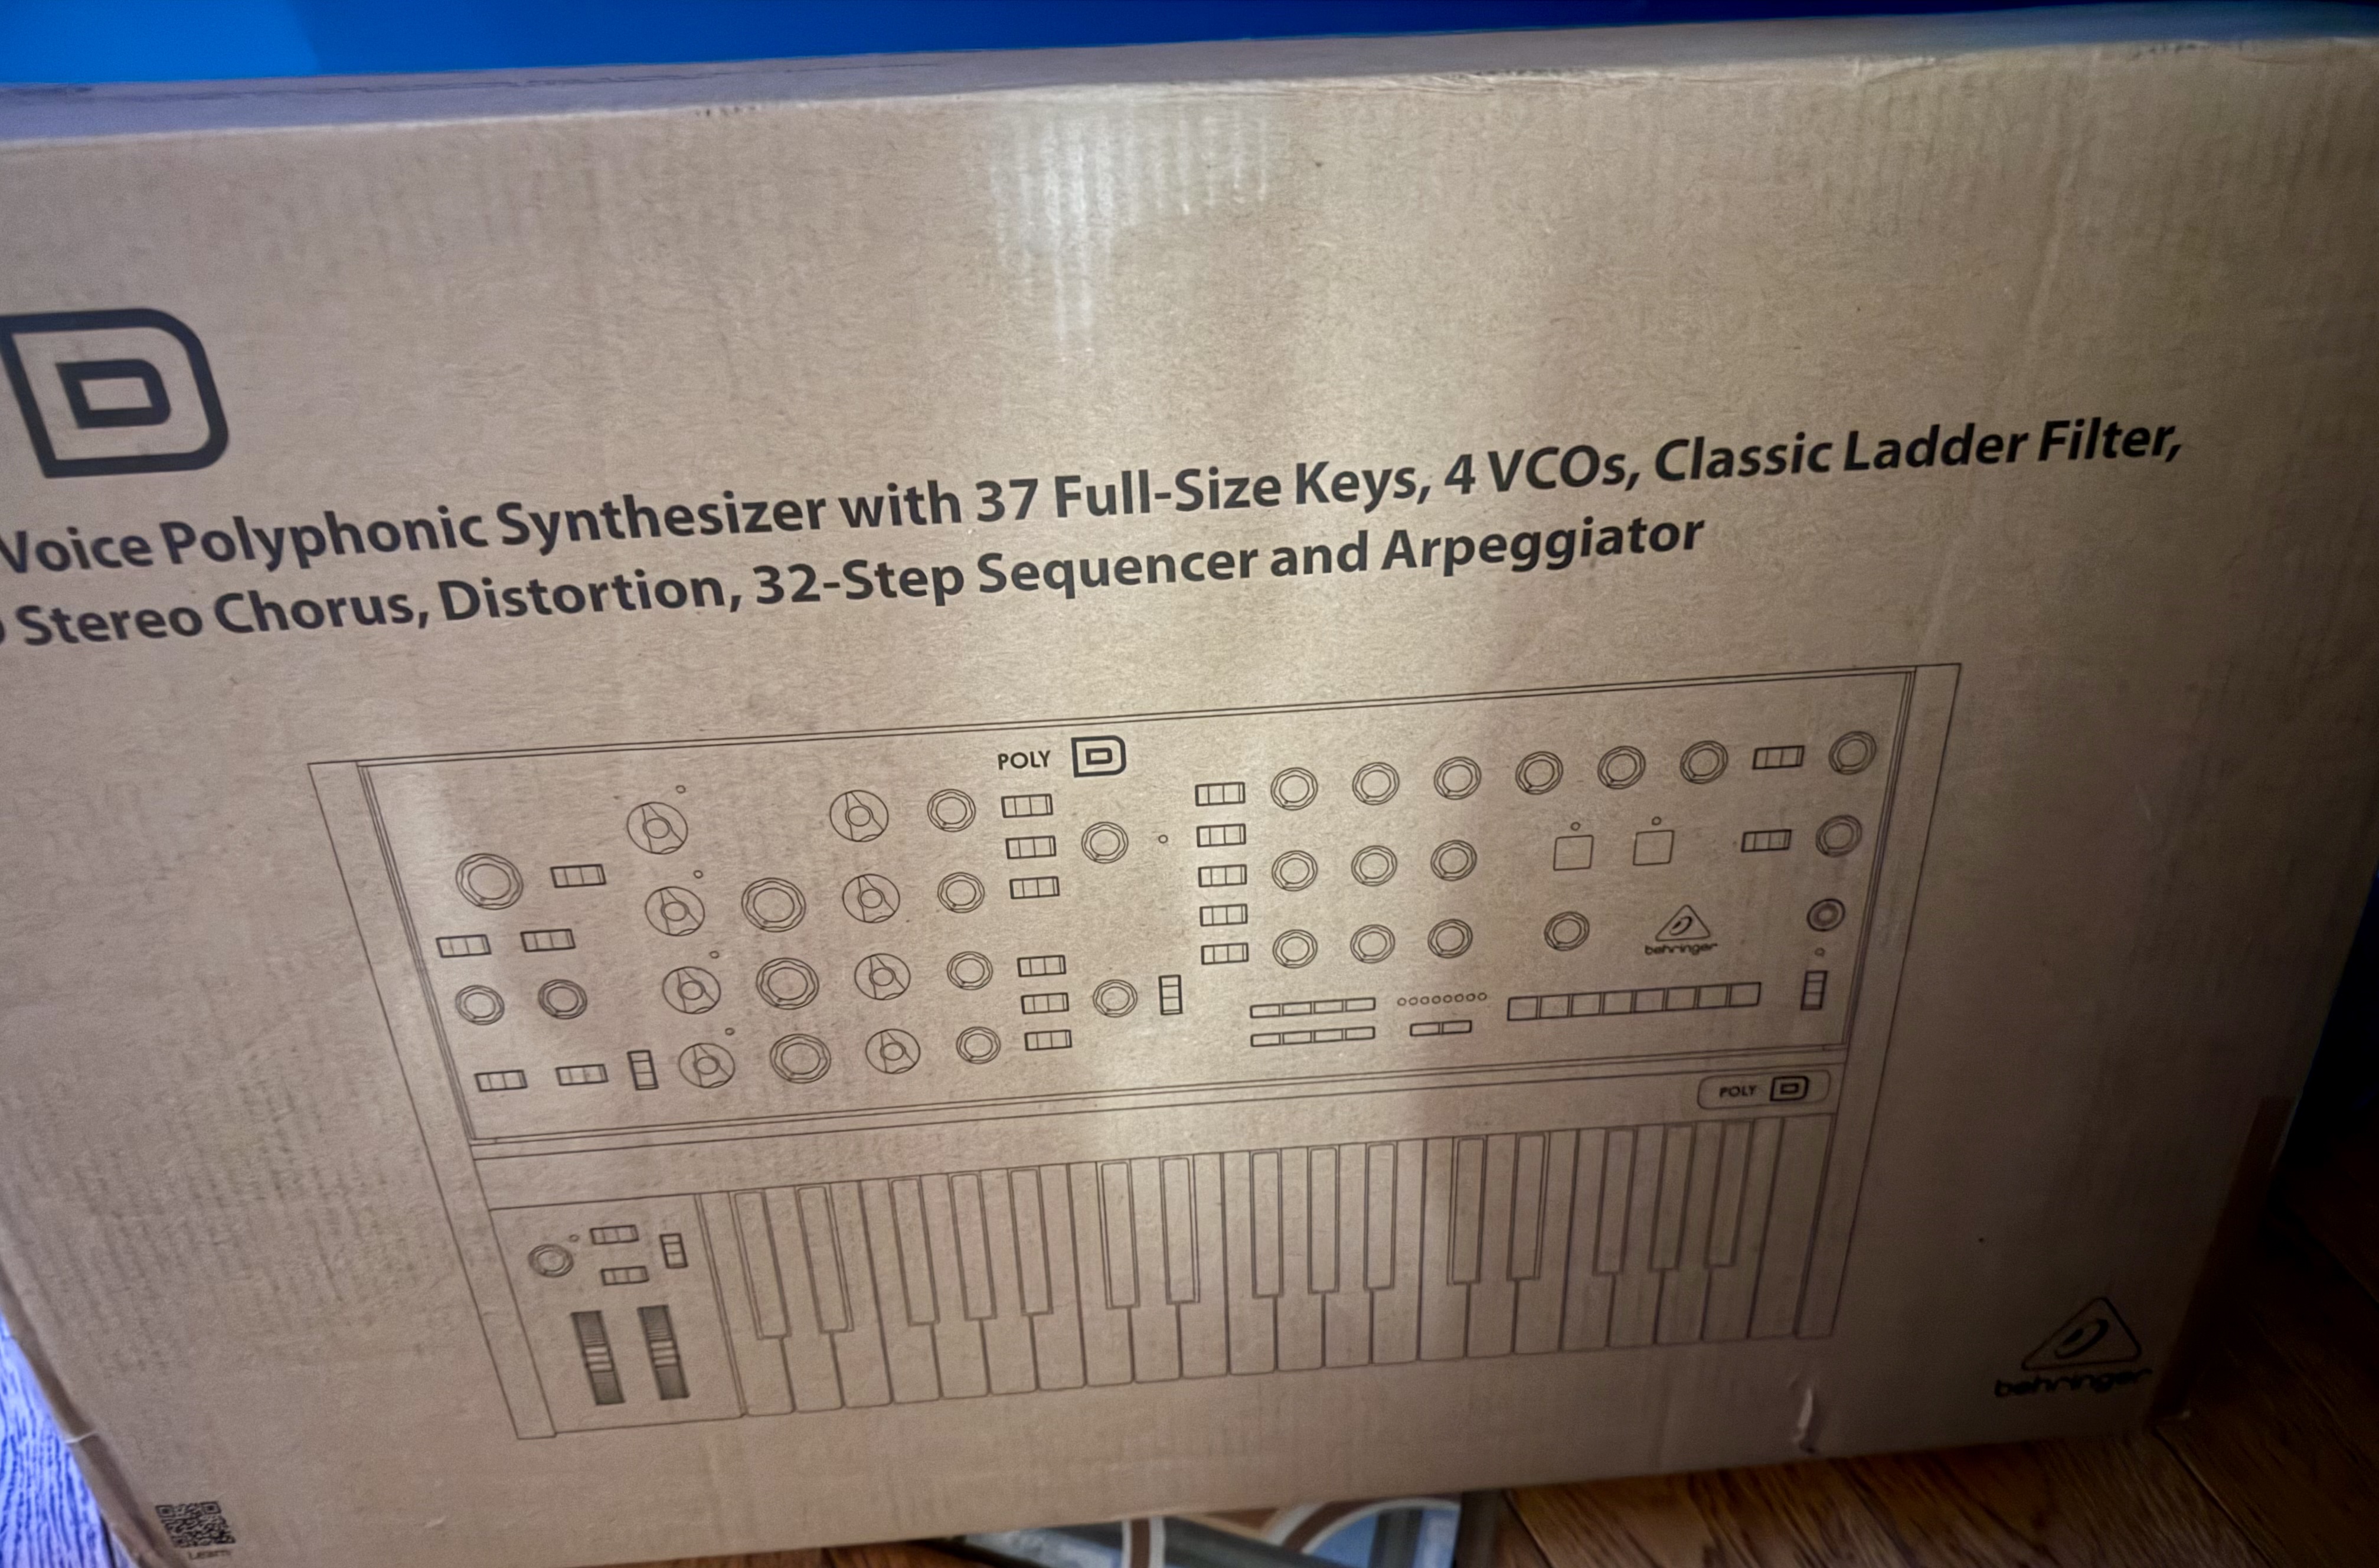 D
Voice Polyphonic Synthesizer with 37 Full-Size Keys, 4 VCOs, Classic Ladder Filter,
Stereo Chorus, Distortion, 32-Step Sequencer and Arpeggiator
POLY D
behringer
POLY D
behringer
Learn